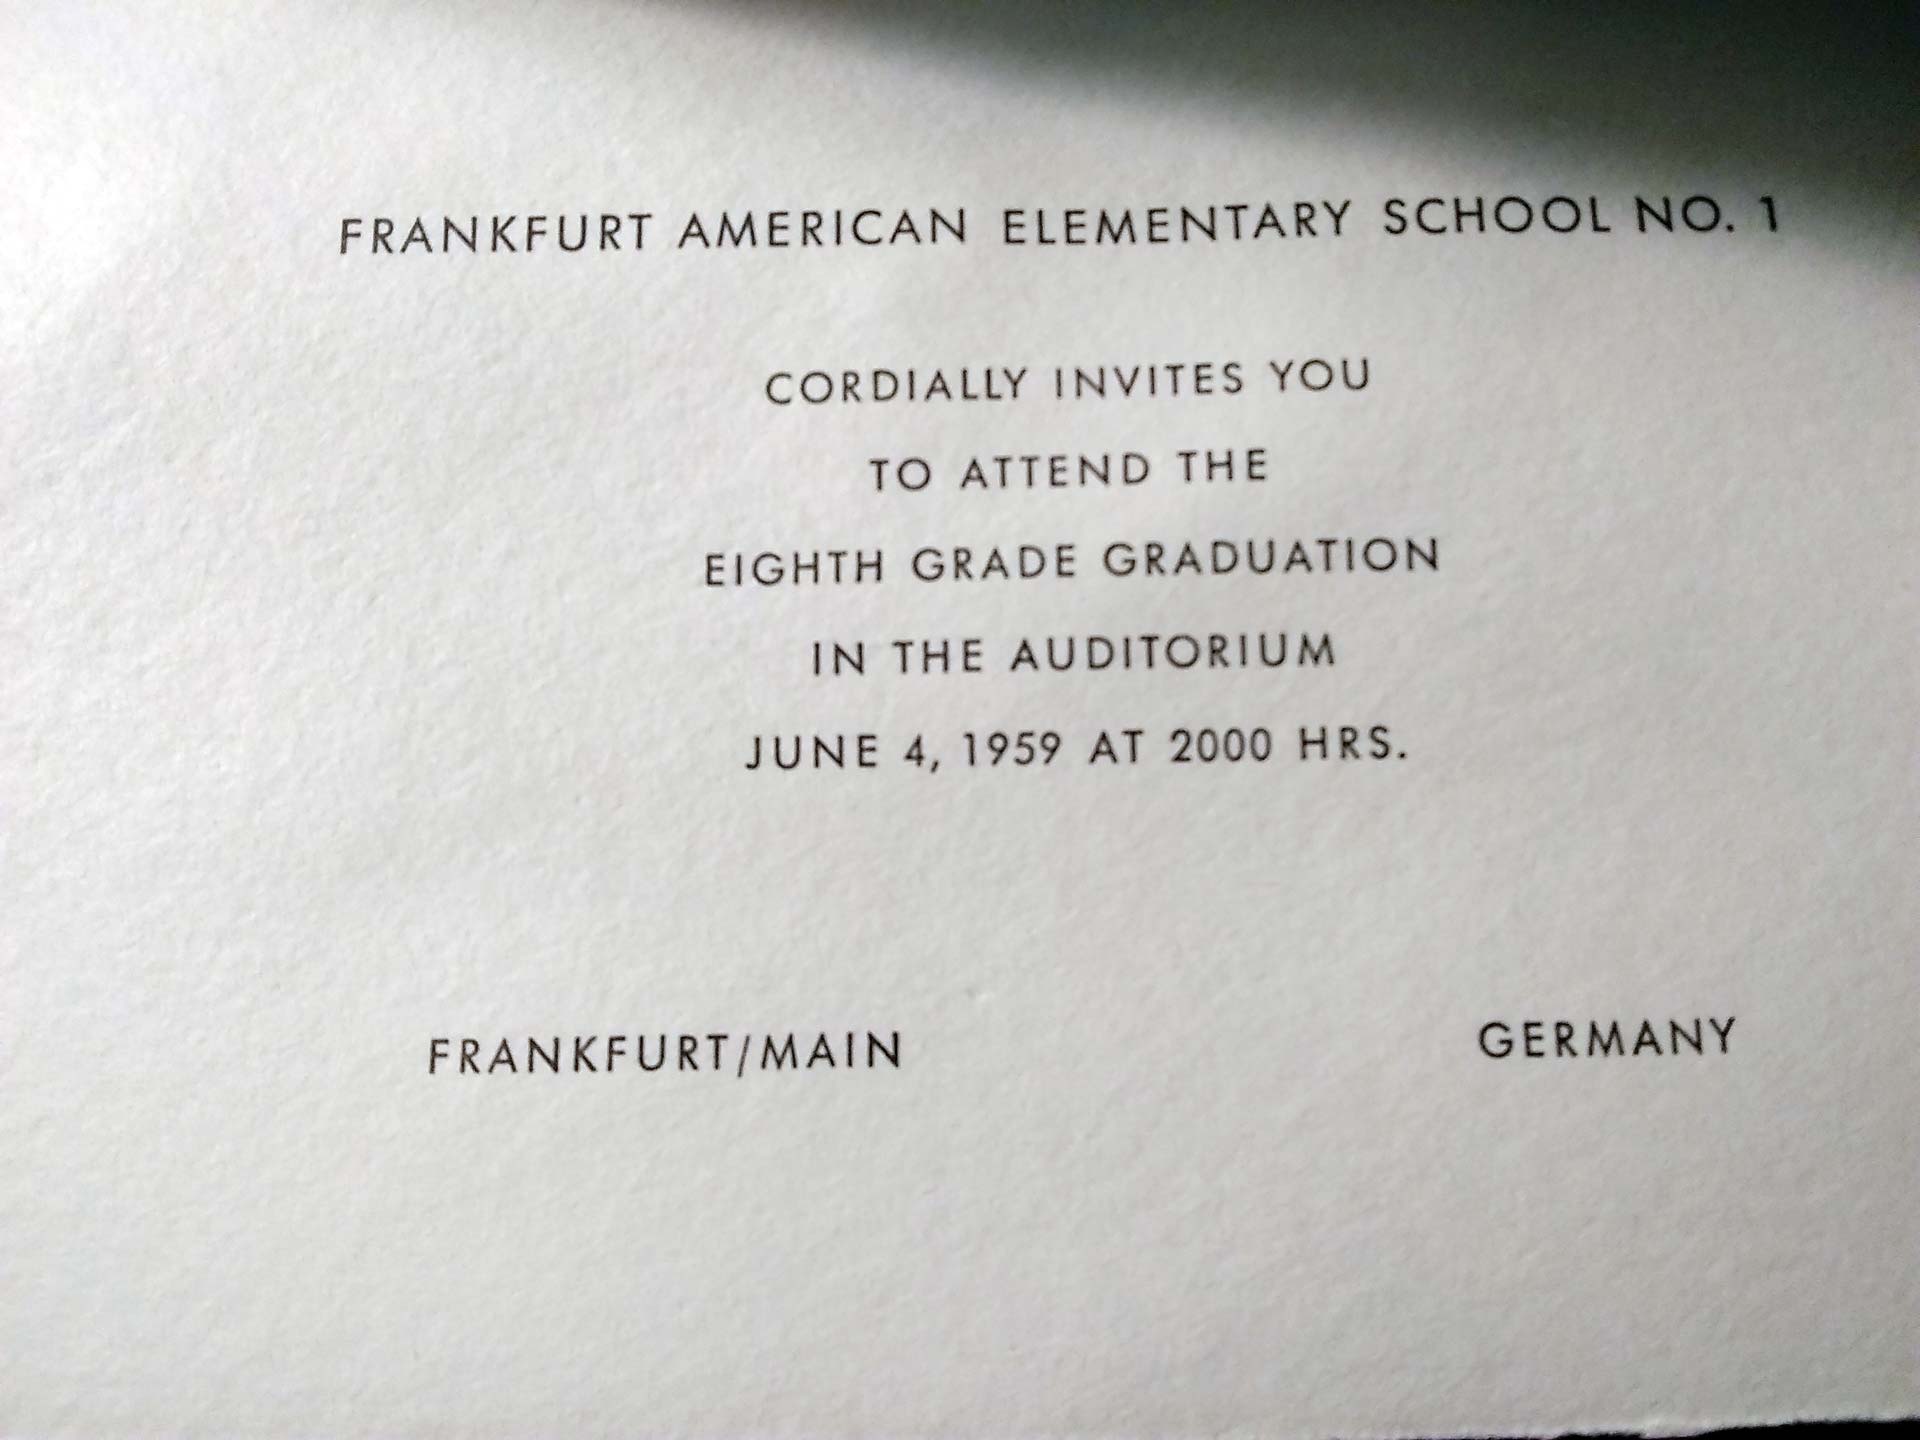 FRANKFURT AMERICAN ELEMENTARY SCHOOL NO. 1
CORDIALLY INVITES YOU
TO ATTEND THE
EIGHTH GRADE GRADUATION
IN THE AUDITORIUM
JUNE 4, 1959 AT 2000 HRS.
FRANKFURT/MAIN GERMANY